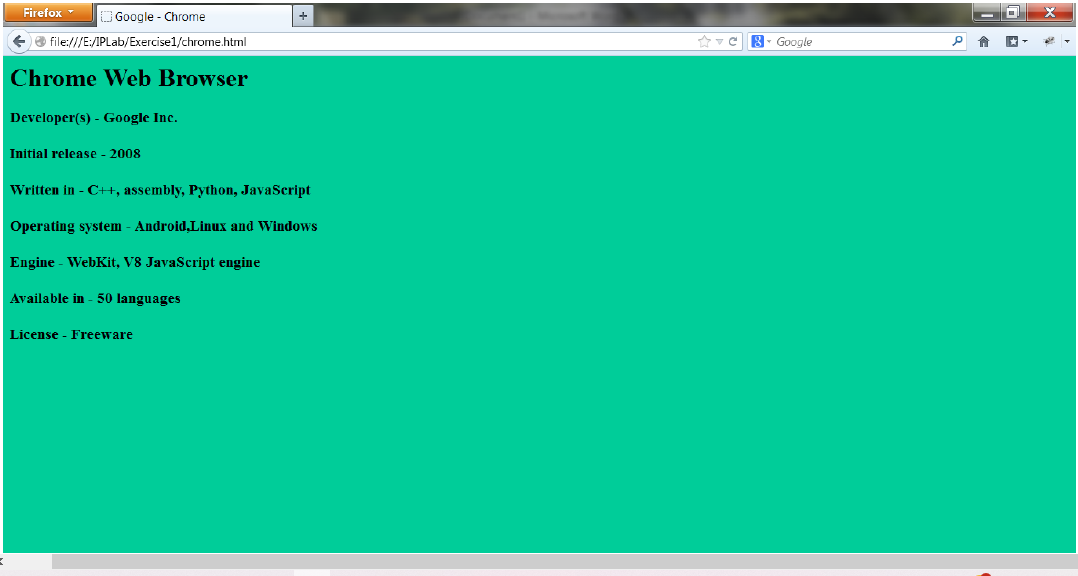 Firefox
Google - Chrome
file:///E:/IPLab/Exercise1/chrome.html
Google
Chrome Web Browser
Developer(s) - Google Inc.
Initial release - 2008
Written in - C++, assembly, Python, JavaScript
Operating system - Android,Linux and Windows
Engine - WebKit, V8 JavaScript engine
Available in - 50 languages
License - Freeware